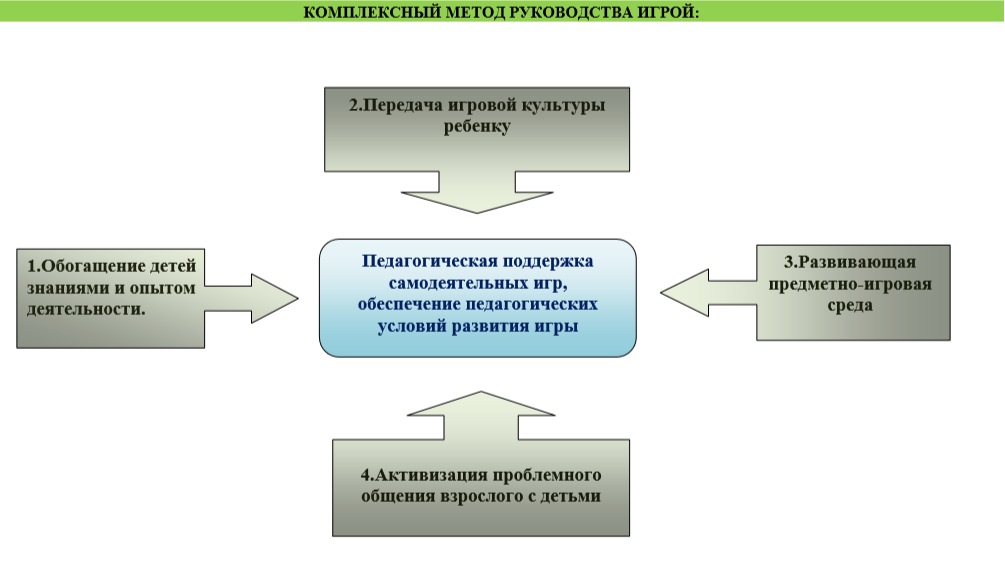 КОМПЛЕКСНЫЙ МЕТОД РУКОВОДСТВА ИГРОЙ:
2.Передача игровой культуры
ребенку
1.Обогащение детей
знаниями и опытом
деятельности.
Педагогическая поддержка
самодеятельных игр,
обеспечение педагогических
условий развития игры
3.Развивающая
предметно-игровая
среда
4.Активизация проблемного
общения взрослого с детьми